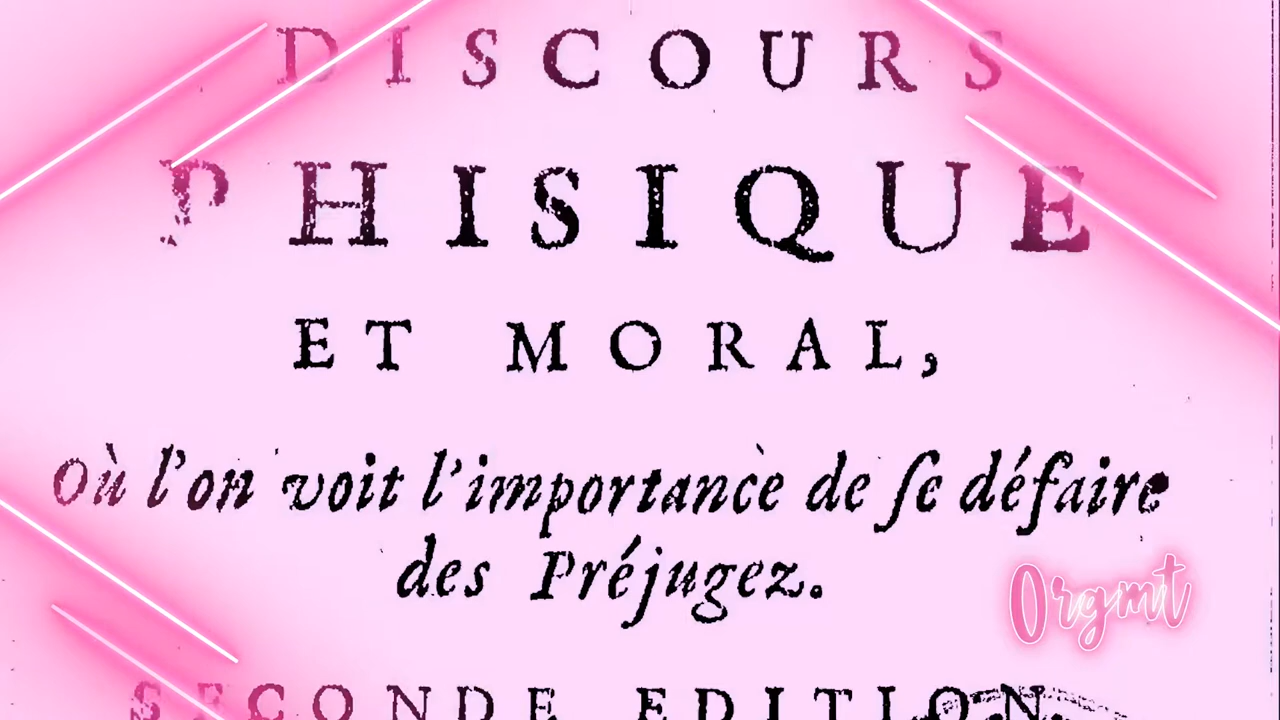 DISCOURS
PHISIQUE
ET MORAL,
Où l'on voit l'importance de ſe défaire
des Préjugez.
Orgmt
SECONDE EDITION.